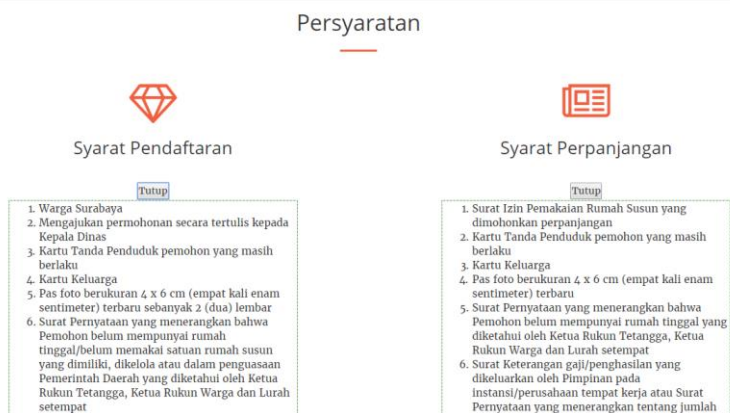 Persyaratan
Syarat Pendaftaran
Tutup
1. Warga Surabaya
2. Mengajukan permohonan secara tertulis kepada
Kepala Dinas
3. Kartu Tanda Penduduk pemohon yang masih
berlaku
4. Kartu Keluarga
5. Pas foto berukuran 4 x 6 cm (empat kali enam
sentimeter) terbaru sebanyak 2 (dua) lembar
6. Surat Pernyataan yang menerangkan bahwa
Pemohon belum mempunyai rumah
tinggal/belum memakai satuan rumah susun
yang dimiliki, dikelola atau dalam penguasaan
Pemerintah Daerah yang diketahui oleh Ketua
Rukun Tetangga, Ketua Rukun Warga dan Lurah
setempat
Syarat Perpanjangan
Tutup
1. Surat Izin Pemakaian Rumah Susun yang
dimohonkan perpanjangan
2. Kartu Tanda Penduduk pemohon yang masih
berlaku
3. Kartu Keluarga
4. Pas foto berukuran 4 x 6 cm (empat kali enam
sentimeter) terbaru
5. Surat Pernyataan yang menerangkan bahwa
Pemohon belum mempunyai rumah tinggal yang
diketahui oleh Ketua Rukun Tetangga, Ketua
Rukun Warga dan Lurah setempat
6. Surat Keterangan gaji/penghasilan yang
dikeluarkan oleh Pimpinan pada
instansi/perusahaan tempat kerja atau Surat
Pernyataan yang menerangkan tentang jumlah